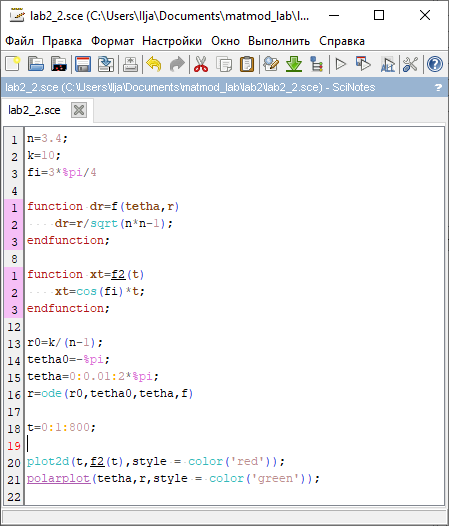 lab2_2.sce (C:\Users\Ilja\Documents\matmod_lab\l...
Файл Правка Формат Настройки Окно Выполнить Справка
lab2_2.sce (C:\Users\Ilja\Documents\matmod_lab\lab2\lab2_2.sce) - SciNotes ?
lab2_2.sce
1 n=3.4;
2 k=10;
3 fi=3*%pi/4
4
1 function dr=f(tetha,r)
2 dr=r/sqrt(n*n-1);
3 endfunction;
8
1 function xt=f2(t)
2 xt=cos(fi)*t;
3 endfunction;
12
13 r0=k/(n-1);
14 tetha0=-%pi;
15 tetha=0:0.01:2*%pi;
16 r=ode(r0,tetha0,tetha,f)
17
18 t=0:1:800;
19
20 plot2d(t,f2(t),style = color('red'));
21 polarplot(tetha,r,style = color('green'));
22